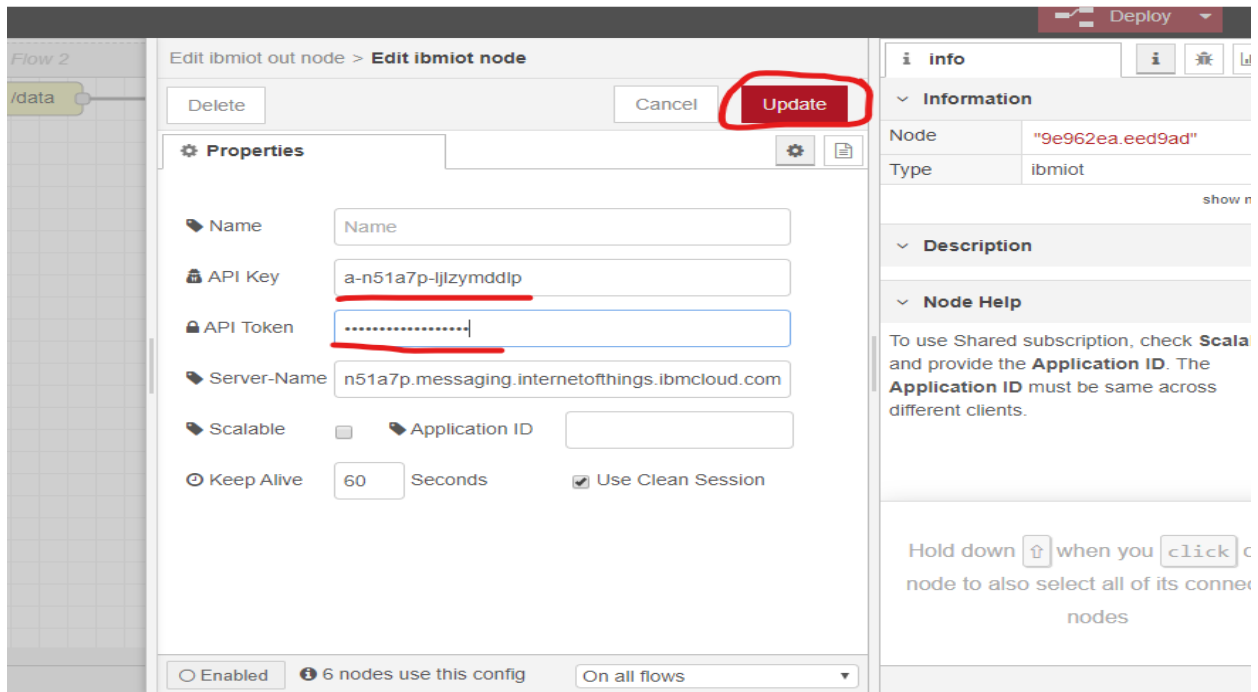 Deploy
Flow 2
/data
Edit ibmiot out node > Edit ibmiot node
Delete
Cancel
Update
Properties
Name
Name
API Key
a-n51a7p-ljlzymddlp
API Token
••••••••••••••••••
Server-Name
n51a7p.messaging.internetofthings.ibmcloud.com
Scalable
Application ID
Keep Alive
60
Seconds
Use Clean Session
Enabled
6 nodes use this config
On all flows
i info
i
Information
Node
"9e962ea.eed9ad"
Type
ibmiot
show
Description
Node Help
To use Shared subscription, check
and provide the Application ID. The
Application ID must be same across
different clients.
Hold down ⇧ when you click
node to also select all of its
nodes